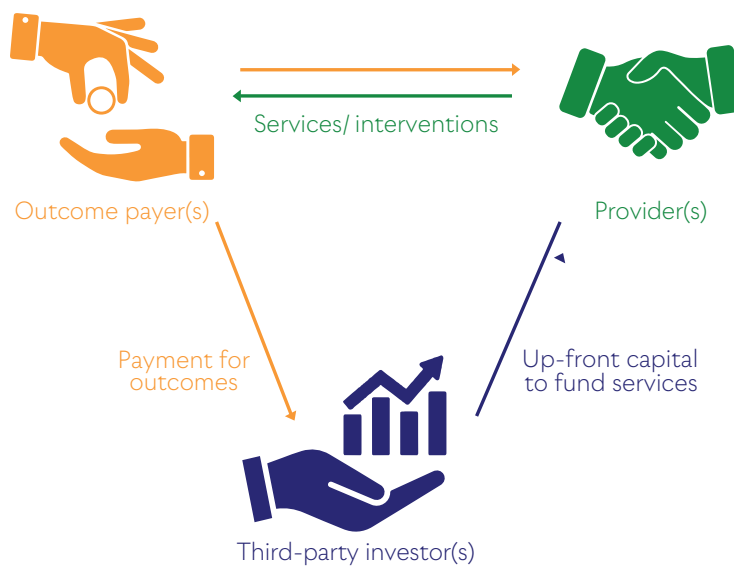 Services/ interventions
Outcome payer(s)
Provider(s)
Payment for
outcomes
Up-front capital
to fund services
Third-party investor(s)